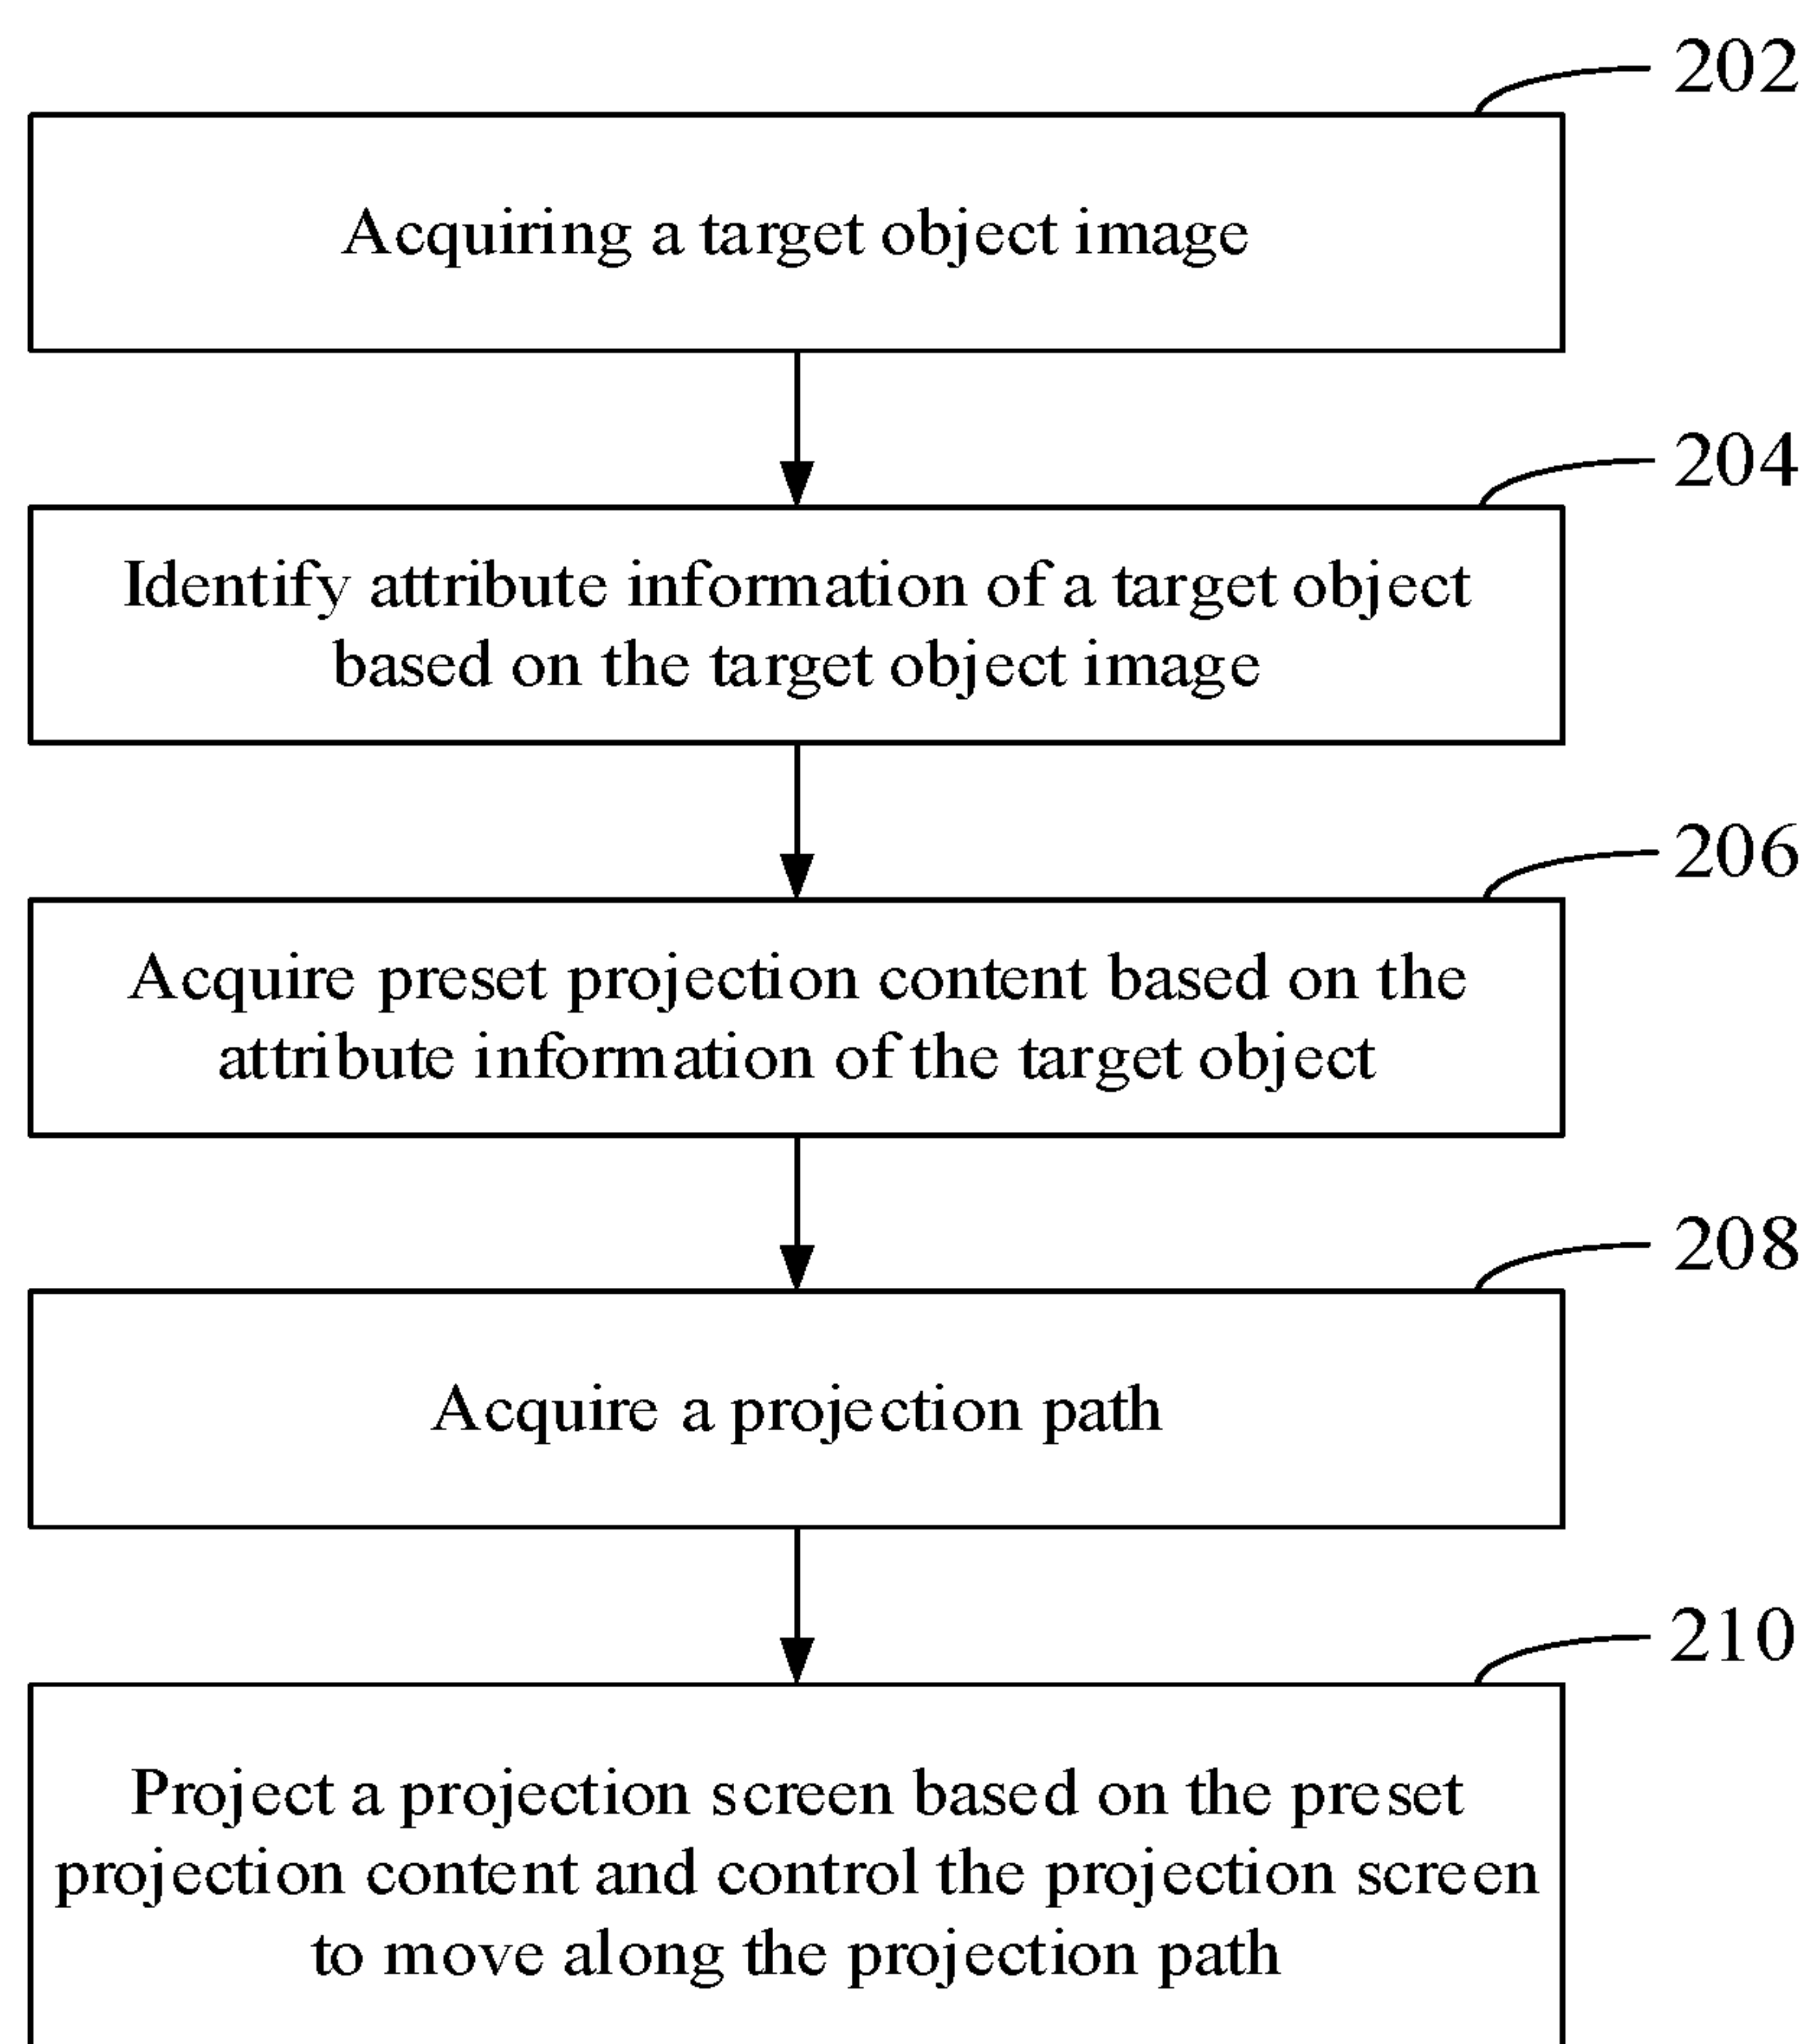 202
Acquiring a target object image
204
Identify attribute information of a target object
based on the target object image
206
Acquire preset projection content based on the
attribute information of the target object
208
Acquire a projection path
210
Project a projection screen based on the preset
projection content and control the projection screen
to move along the projection path